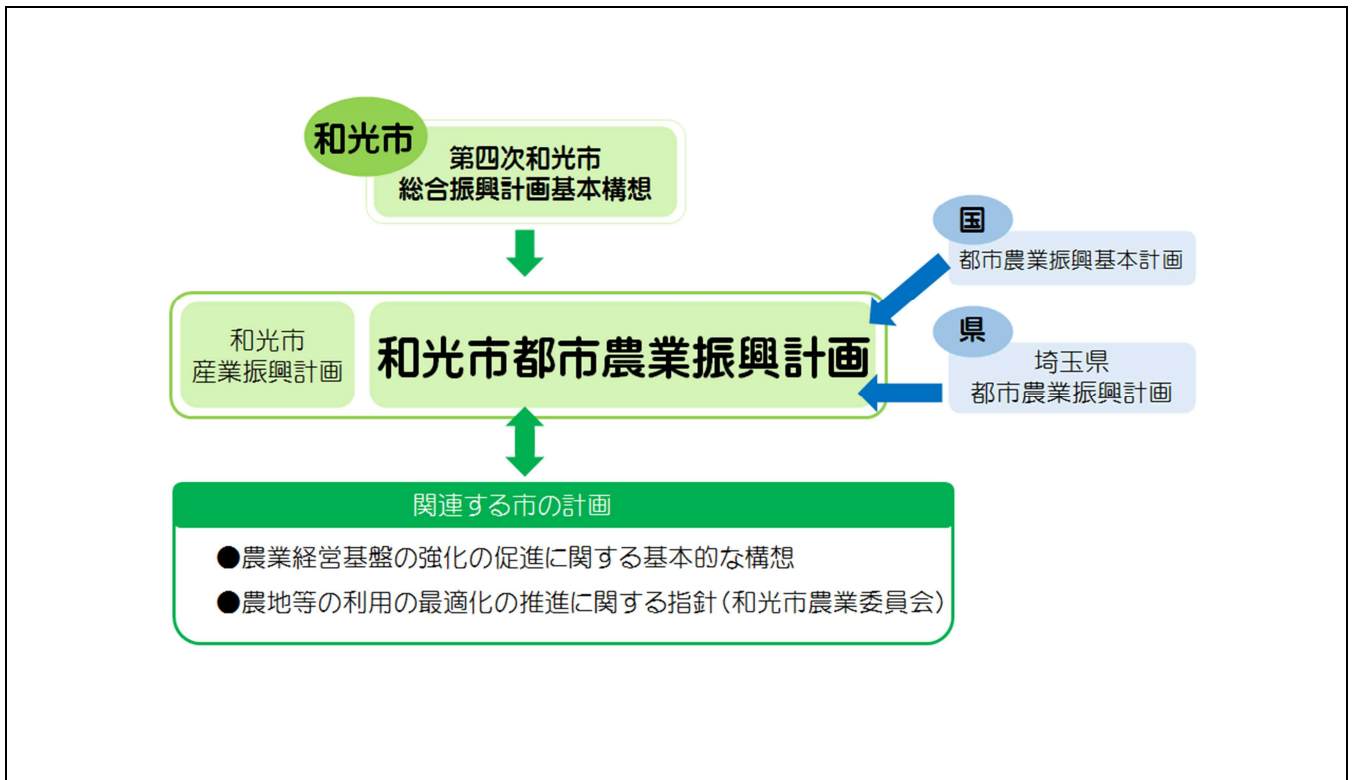 和光市
第四次和光市
総合振興計画基本構想
国
都市農業振興基本計画
和光市
産業振興計画
和光市都市農業振興計画
県
埼玉県
都市農業振興計画
関連する市の計画
●農業経営基盤の強化の促進に関する基本的な構想
●農地等の利用の最適化の推進に関する指針（和光市農業委員会）